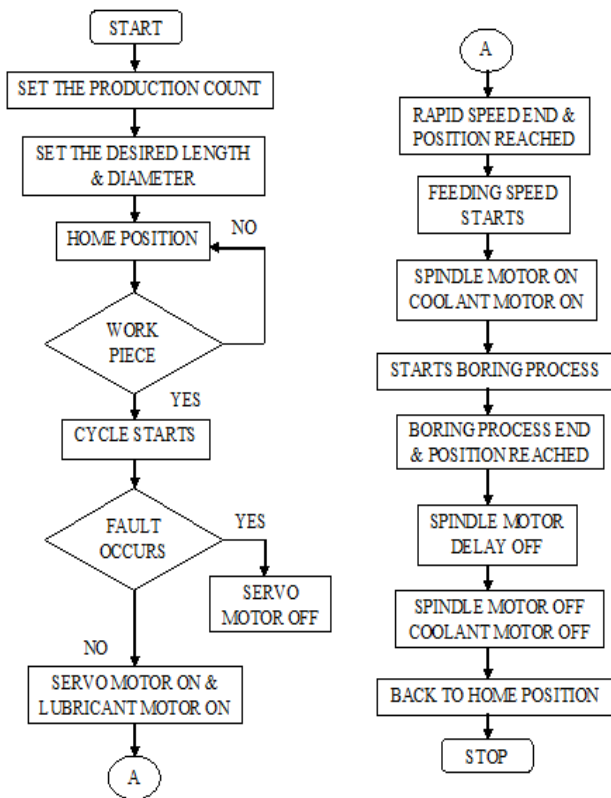 START
SET THE PRODUCTION COUNT
SET THE DESIRED LENGTH
& DIAMETER
HOME POSITION
NO
WORK
PIECE
YES
CYCLE STARTS
FAULT
OCCURS
YES
SERVO
MOTOR OFF
NO
SERVO MOTOR ON &
LUBRICANT MOTOR ON
A
A
RAPID SPEED END &
POSITION REACHED
FEEDING SPEED
STARTS
SPINDLE MOTOR ON
COOLANT MOTOR ON
STARTS BORING PROCESS
BORING PROCESS END
& POSITION REACHED
SPINDLE MOTOR
DELAY OFF
SPINDLE MOTOR OFF
COOLANT MOTOR OFF
BACK TO HOME POSITION
STOP